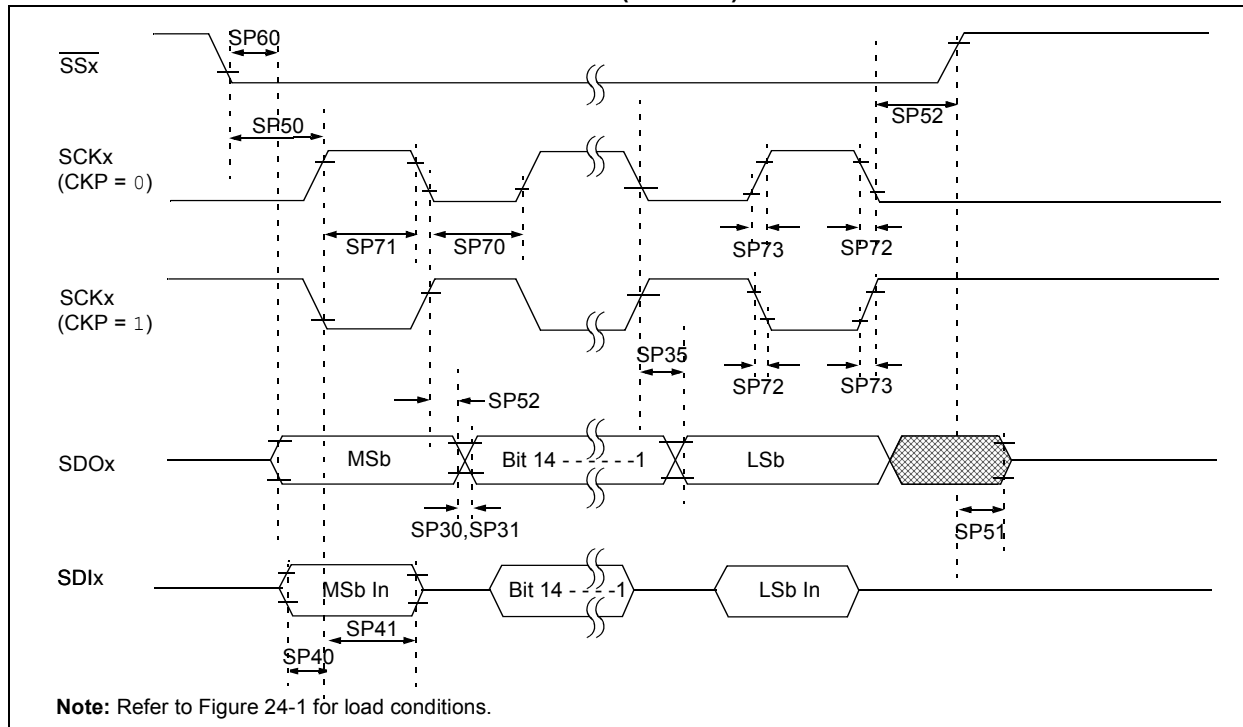 SP60
SSx
SP50
SP52
SCKx
(CKP = 0)
SP71
SP70
SP73
SP72
SCKx
(CKP = 1)
SP35
SP72
SP73
SP52
SDOx
MSb
Bit 14 - - - - - -1
LSb
SP30,SP31
SP51
SDIx
MSb In
Bit 14 - - - -1
LSb In
SP41
SP40
Note: Refer to Figure 24-1 for load conditions.